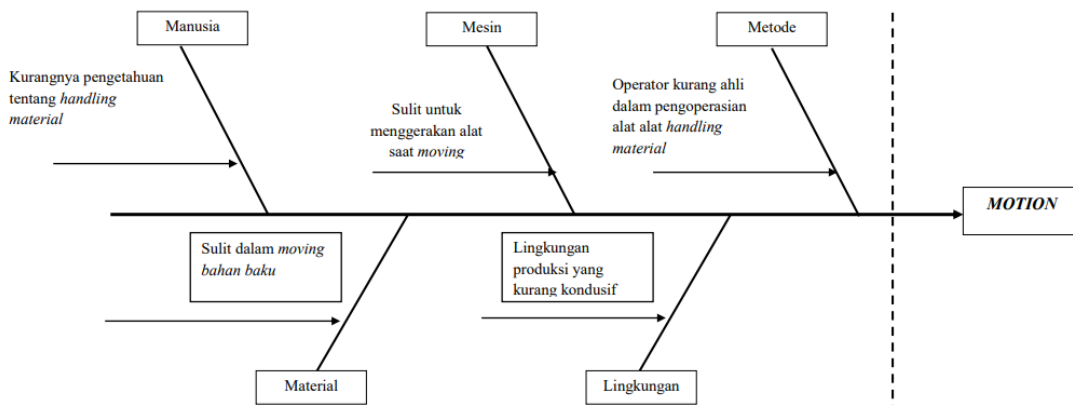 Manusia
Mesin
Metode
Kurangnya pengetahuan
tentang handling
material
Sulit untuk
menggerakan alat
saat moving
Operator kurang ahli
dalam pengoperasian
alat alat handling
material
MOTION
Sulit dalam moving
bahan baku
Lingkungan
produksi yang
kurang kondusif
Material
Lingkungan